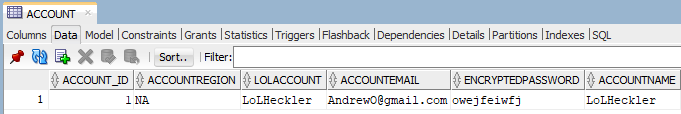 ACCOUNT
Columns Data Model Constraints Grants Statistics Triggers Flashback Dependencies Details Partitions Indexes SQL
Sort.. Filter:
ACCOUNT_ID ACCOUNTREGION LOLACCOUNT ACCOUNTEMAIL ENCRYPTEDPASSWORD ACCOUNTNAME
1 1 NA LoLHeckler AndrewO@gmail.com owejfeiwfj LoLHeckler